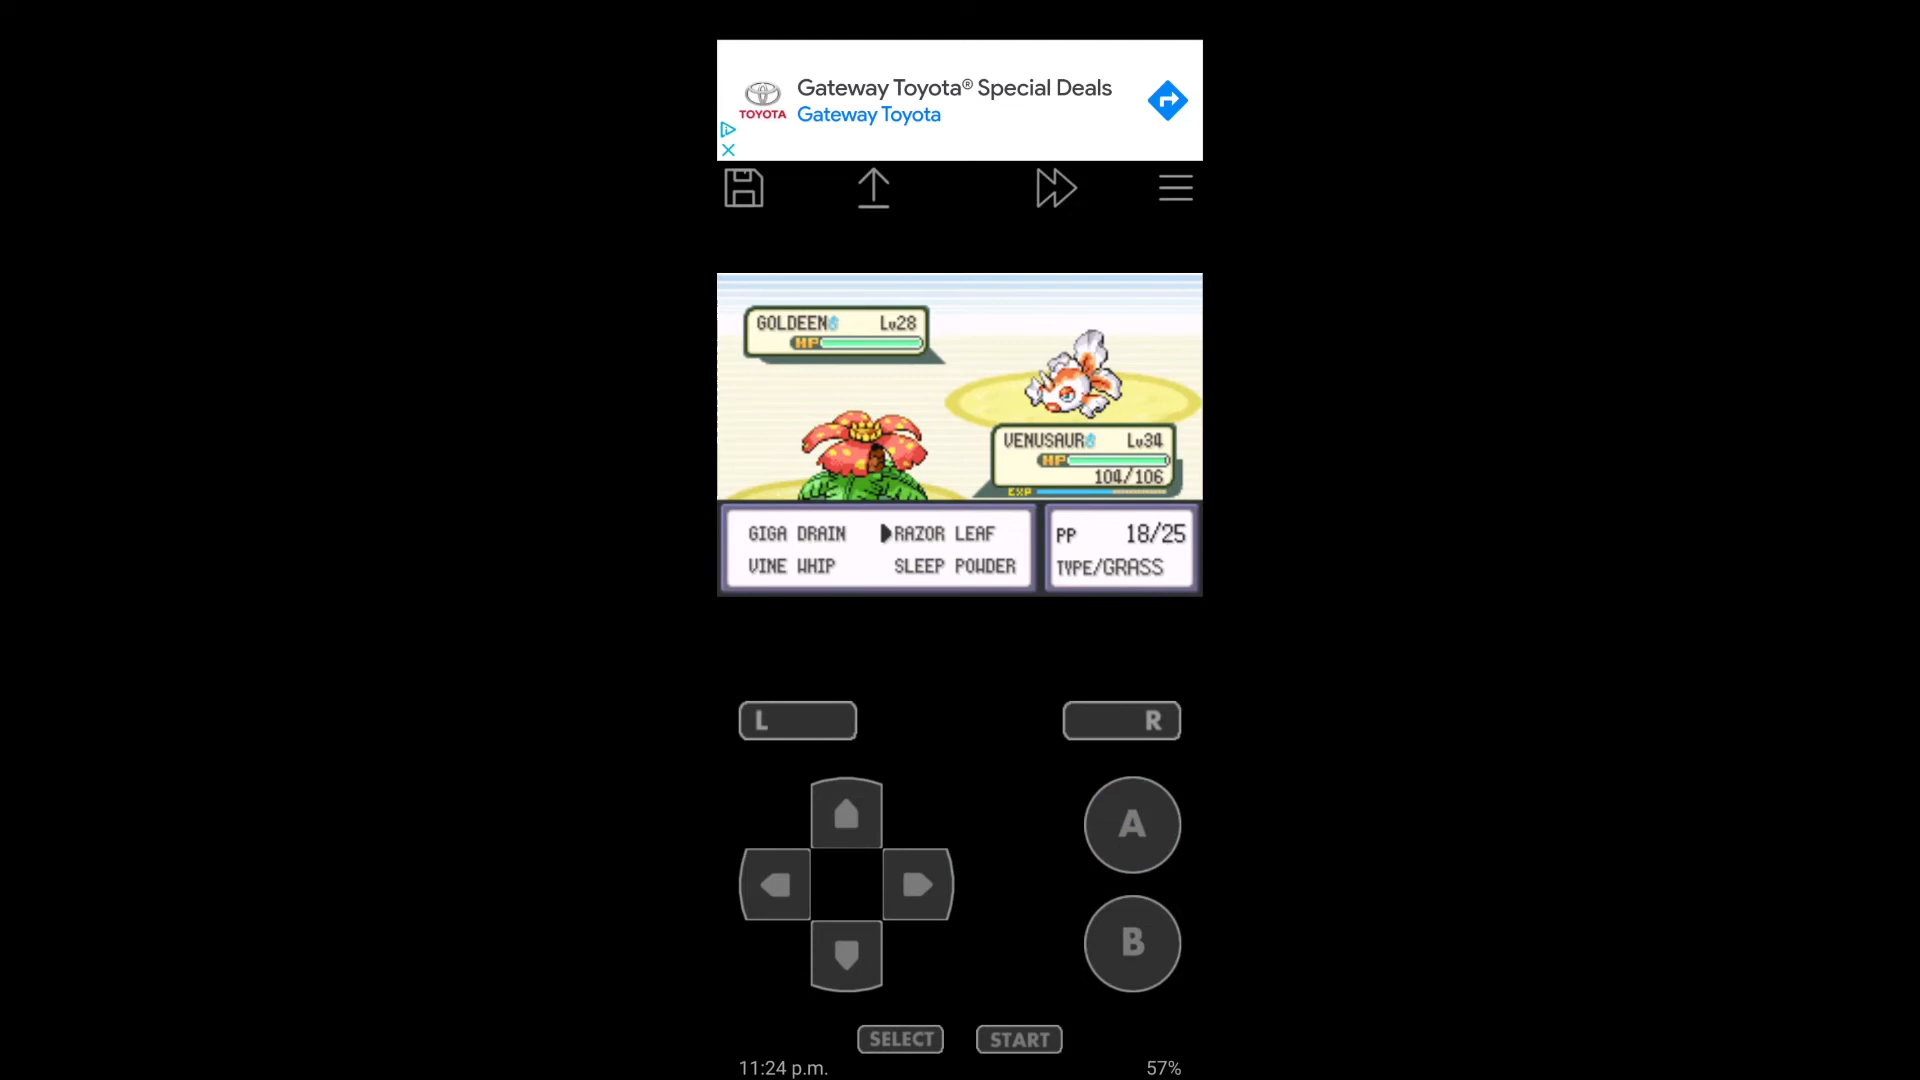 Gateway Toyota® Special Deals
TOYOTA
Gateway Toyota
GOLDEEN♂ Lv28
HP
VENUSAUR♂ Lv34
HP
104/106
EXP
GIGA DRAIN RAZOR LEAF
VINE WHIP SLEEP POWDER
PP 18/25
TYPE/GRASS
L
R
A
B
SELECT
START
11:24 p.m.
57%